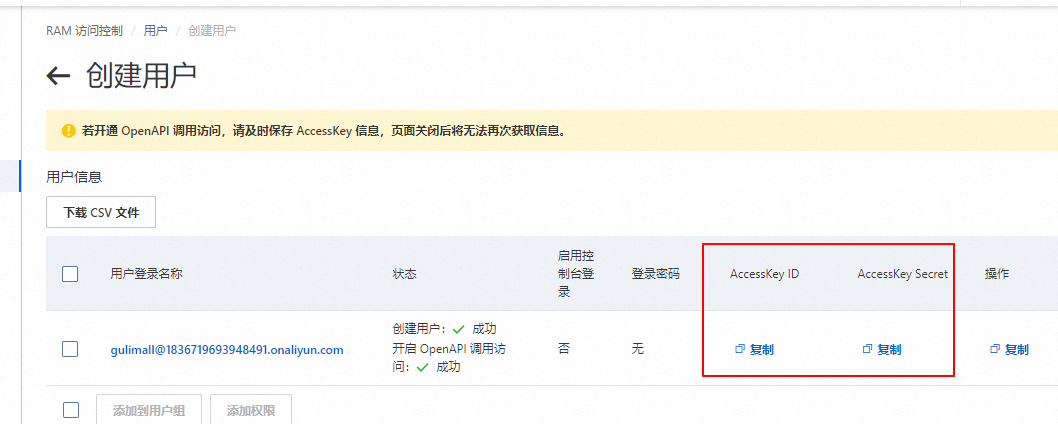 RAM 访问控制 / 用户 / 创建用户
创建用户
若开通 OpenAPI 调用访问，请及时保存 AccessKey 信息，页面关闭后将无法再次获取信息。
用户信息
下载 CSV 文件
用户登录名称
状态
启用控
制台登
录
登录密码
AccessKey ID
AccessKey Secret
操作
gulimall@1836719693948491.onaliyun.com
创建用户：
成功
开启 OpenAPI 调用访
问：
成功
否
无
复制
复制
复制
添加到用户组
添加权限